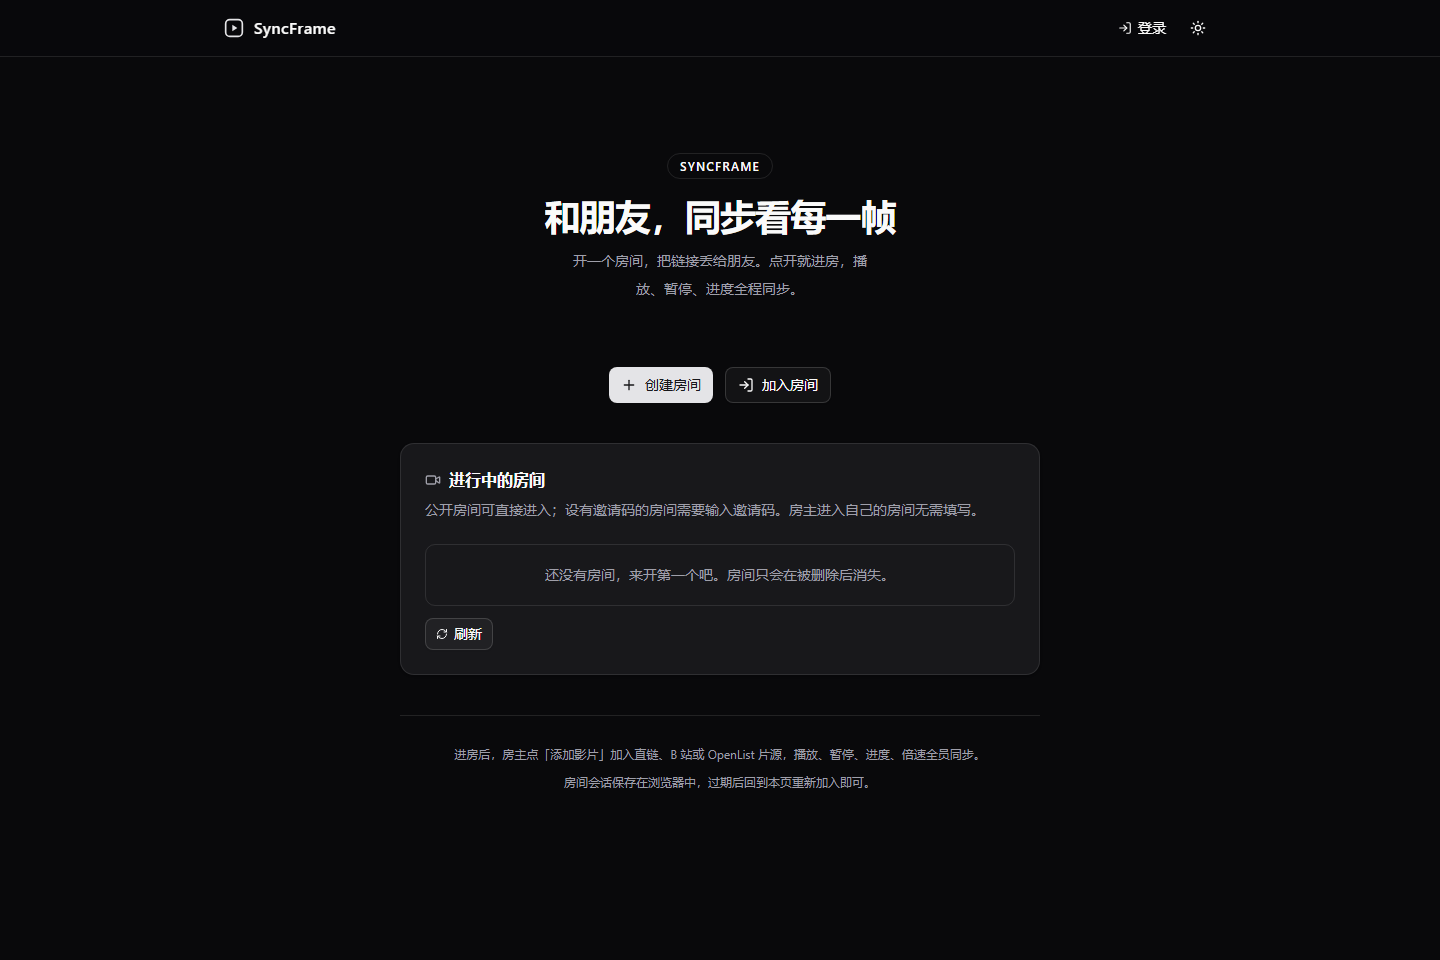 SyncFrame
登录
SYNCFRAME
和朋友，同步看每一帧
开一个房间，把链接丢给朋友。点开就进房，播
放、暂停、进度全程同步。
创建房间
加入房间
进行中的房间
公开房间可直接进入；设有邀请码的房间需要输入邀请码。房主进入自己的房间无需填写。
还没有房间，来开第一个吧。房间只会在被删除后消失。
刷新
进房后，房主点「添加影片」加入直链、B 站或 OpenList 片源，播放、暂停、进度、倍速全员同步。
房间会话保存在浏览器中，过期后回到本页重新加入即可。